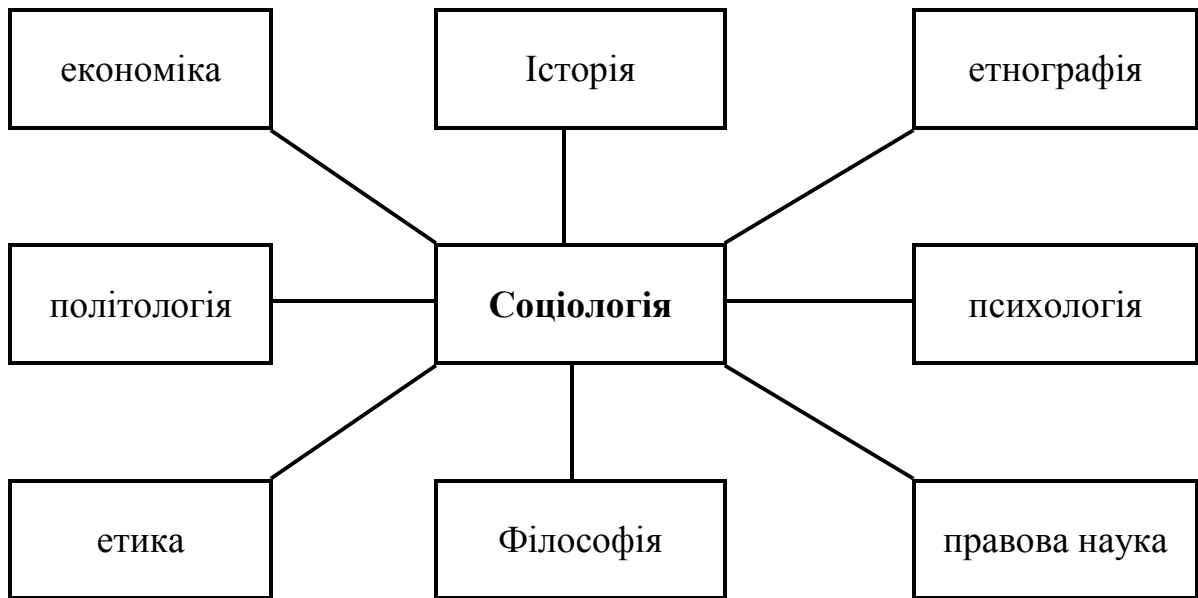 економіка
Історія
етнографія
політологія
Соціологія
психологія
етика
Філософія
правова наука